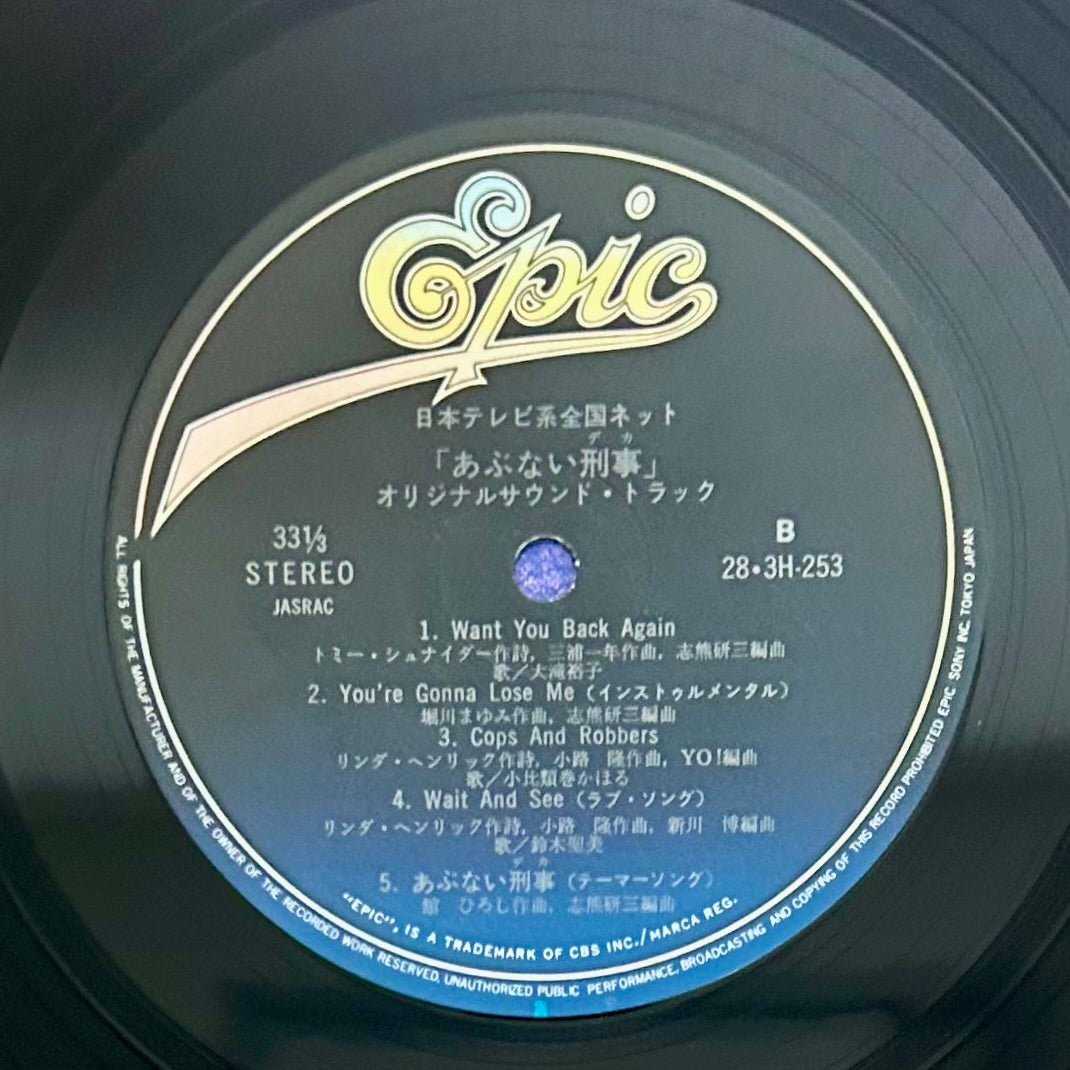 Epic
日本テレビ系全国ネット
デカ
「あぶない刑事」
オリジナルサウンド・トラック
33⅓
STEREO
JASRAC
B
28・3H-253
1. Want You Back Again
トミー・シュナイダー作詩, 三浦一年作曲, 志熊研三編曲
歌／大滝裕子
2. You're Gonna Lose Me (インストゥルメンタル)
堀川まゆみ作曲, 志熊研三編曲
3. Cops And Robbers
リンダ・ヘンリック作詩, 小路 隆作曲, YO!編曲
歌／小比類巻かほる
4. Wait And See (ラブ・ソング)
リンダ・ヘンリック作詩, 小路 隆作曲, 新川 博編曲
歌／鈴木聖美
デカ
5. あぶない刑事 (テーマーソング)
舘 ひろし作曲, 志熊研三編曲
"EPIC", IS A TRADEMARK OF CBS INC./MARCA REG.
ALL RIGHTS OF THE MANUFACTURER AND OF THE OWNER OF THE RECORDED WORK RESERVED. UNAUTHORIZED PUBLIC PERFORMANCE, BROADCASTING AND COPYING OF THIS RECORD PROHIBITED EPIC SONY INC. TOKYO JAPAN